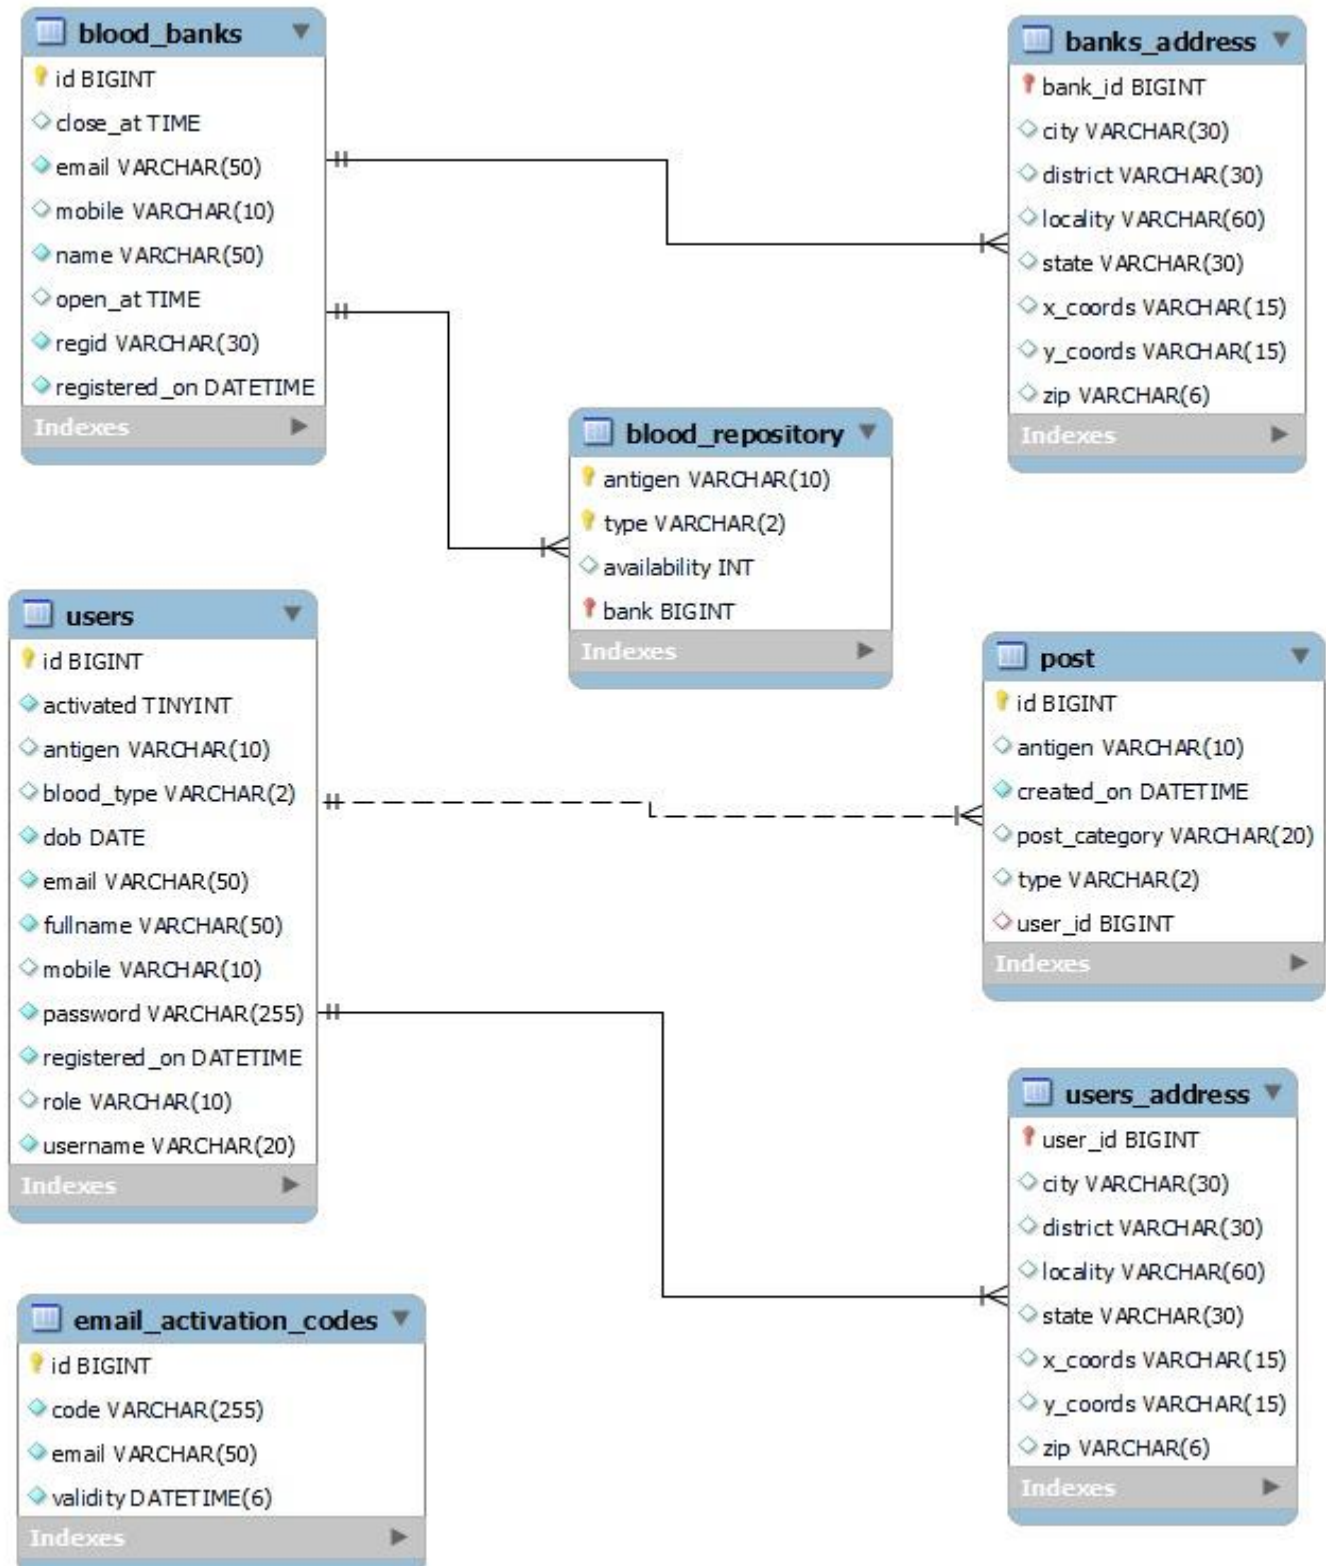 blood_banks
id BIGINT
close_at TIME
email VARCHAR(50)
mobile VARCHAR(10)
name VARCHAR(50)
open_at TIME
regid VARCHAR(30)
registered_on DATETIME
Indexes
banks_address
bank_id BIGINT
city VARCHAR(30)
district VARCHAR(30)
locality VARCHAR(60)
state VARCHAR(30)
x_coords VARCHAR(15)
y_coords VARCHAR(15)
zip VARCHAR(6)
Indexes
blood_repository
antigen VARCHAR(10)
type VARCHAR(2)
availability INT
bank BIGINT
Indexes
users
id BIGINT
activated TINYINT
antigen VARCHAR(10)
blood_type VARCHAR(2)
dob DATE
email VARCHAR(50)
fullname VARCHAR(50)
mobile VARCHAR(10)
password VARCHAR(255)
registered_on DATETIME
role VARCHAR(10)
username VARCHAR(20)
Indexes
post
id BIGINT
antigen VARCHAR(10)
created_on DATETIME
post_category VARCHAR(20)
type VARCHAR(2)
user_id BIGINT
Indexes
users_address
user_id BIGINT
city VARCHAR(30)
district VARCHAR(30)
locality VARCHAR(60)
state VARCHAR(30)
x_coords VARCHAR(15)
y_coords VARCHAR(15)
zip VARCHAR(6)
Indexes
email_activation_codes
id BIGINT
code VARCHAR(255)
email VARCHAR(50)
validity DATETIME(6)
Indexes